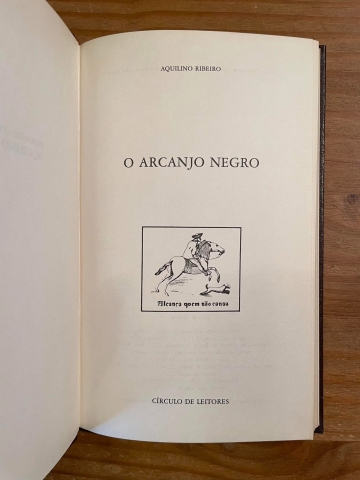 AQUILINO RIBEIRO
O ARCANJO NEGRO
Alcança quem não cansa
CÍRCULO DE LEITORES